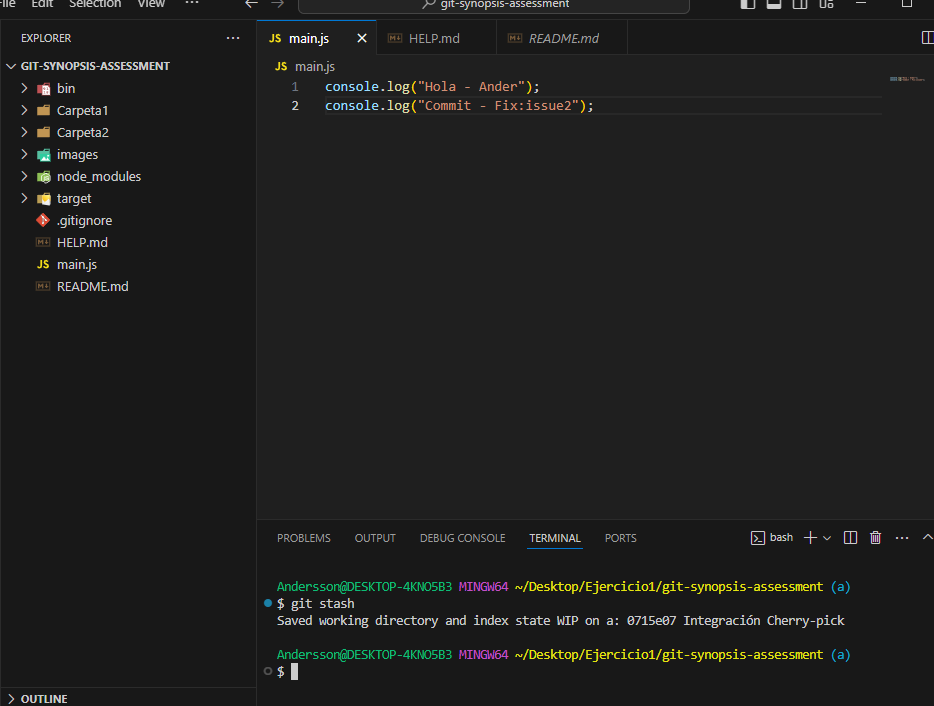 File Edit Selection View ··· git-synopsis-assessment
EXPLORER ···
GIT-SYNOPSIS-ASSESSMENT
bin
Carpeta1
Carpeta2
images
node_modules
target
.gitignore
HELP.md
JS main.js
README.md
OUTLINE
JS main.js HELP.md README.md
JS main.js
1 console.log("Hola - Ander");
2 console.log("Commit - Fix:issue2");
PROBLEMS OUTPUT DEBUG CONSOLE TERMINAL PORTS bash
Andersson@DESKTOP-4KNO5B3 MINGW64 ~/Desktop/Ejercicio1/git-synopsis-assessment (a)
$ git stash
Saved working directory and index state WIP on a: 0715e07 Integración Cherry-pick
Andersson@DESKTOP-4KNO5B3 MINGW64 ~/Desktop/Ejercicio1/git-synopsis-assessment (a)
$